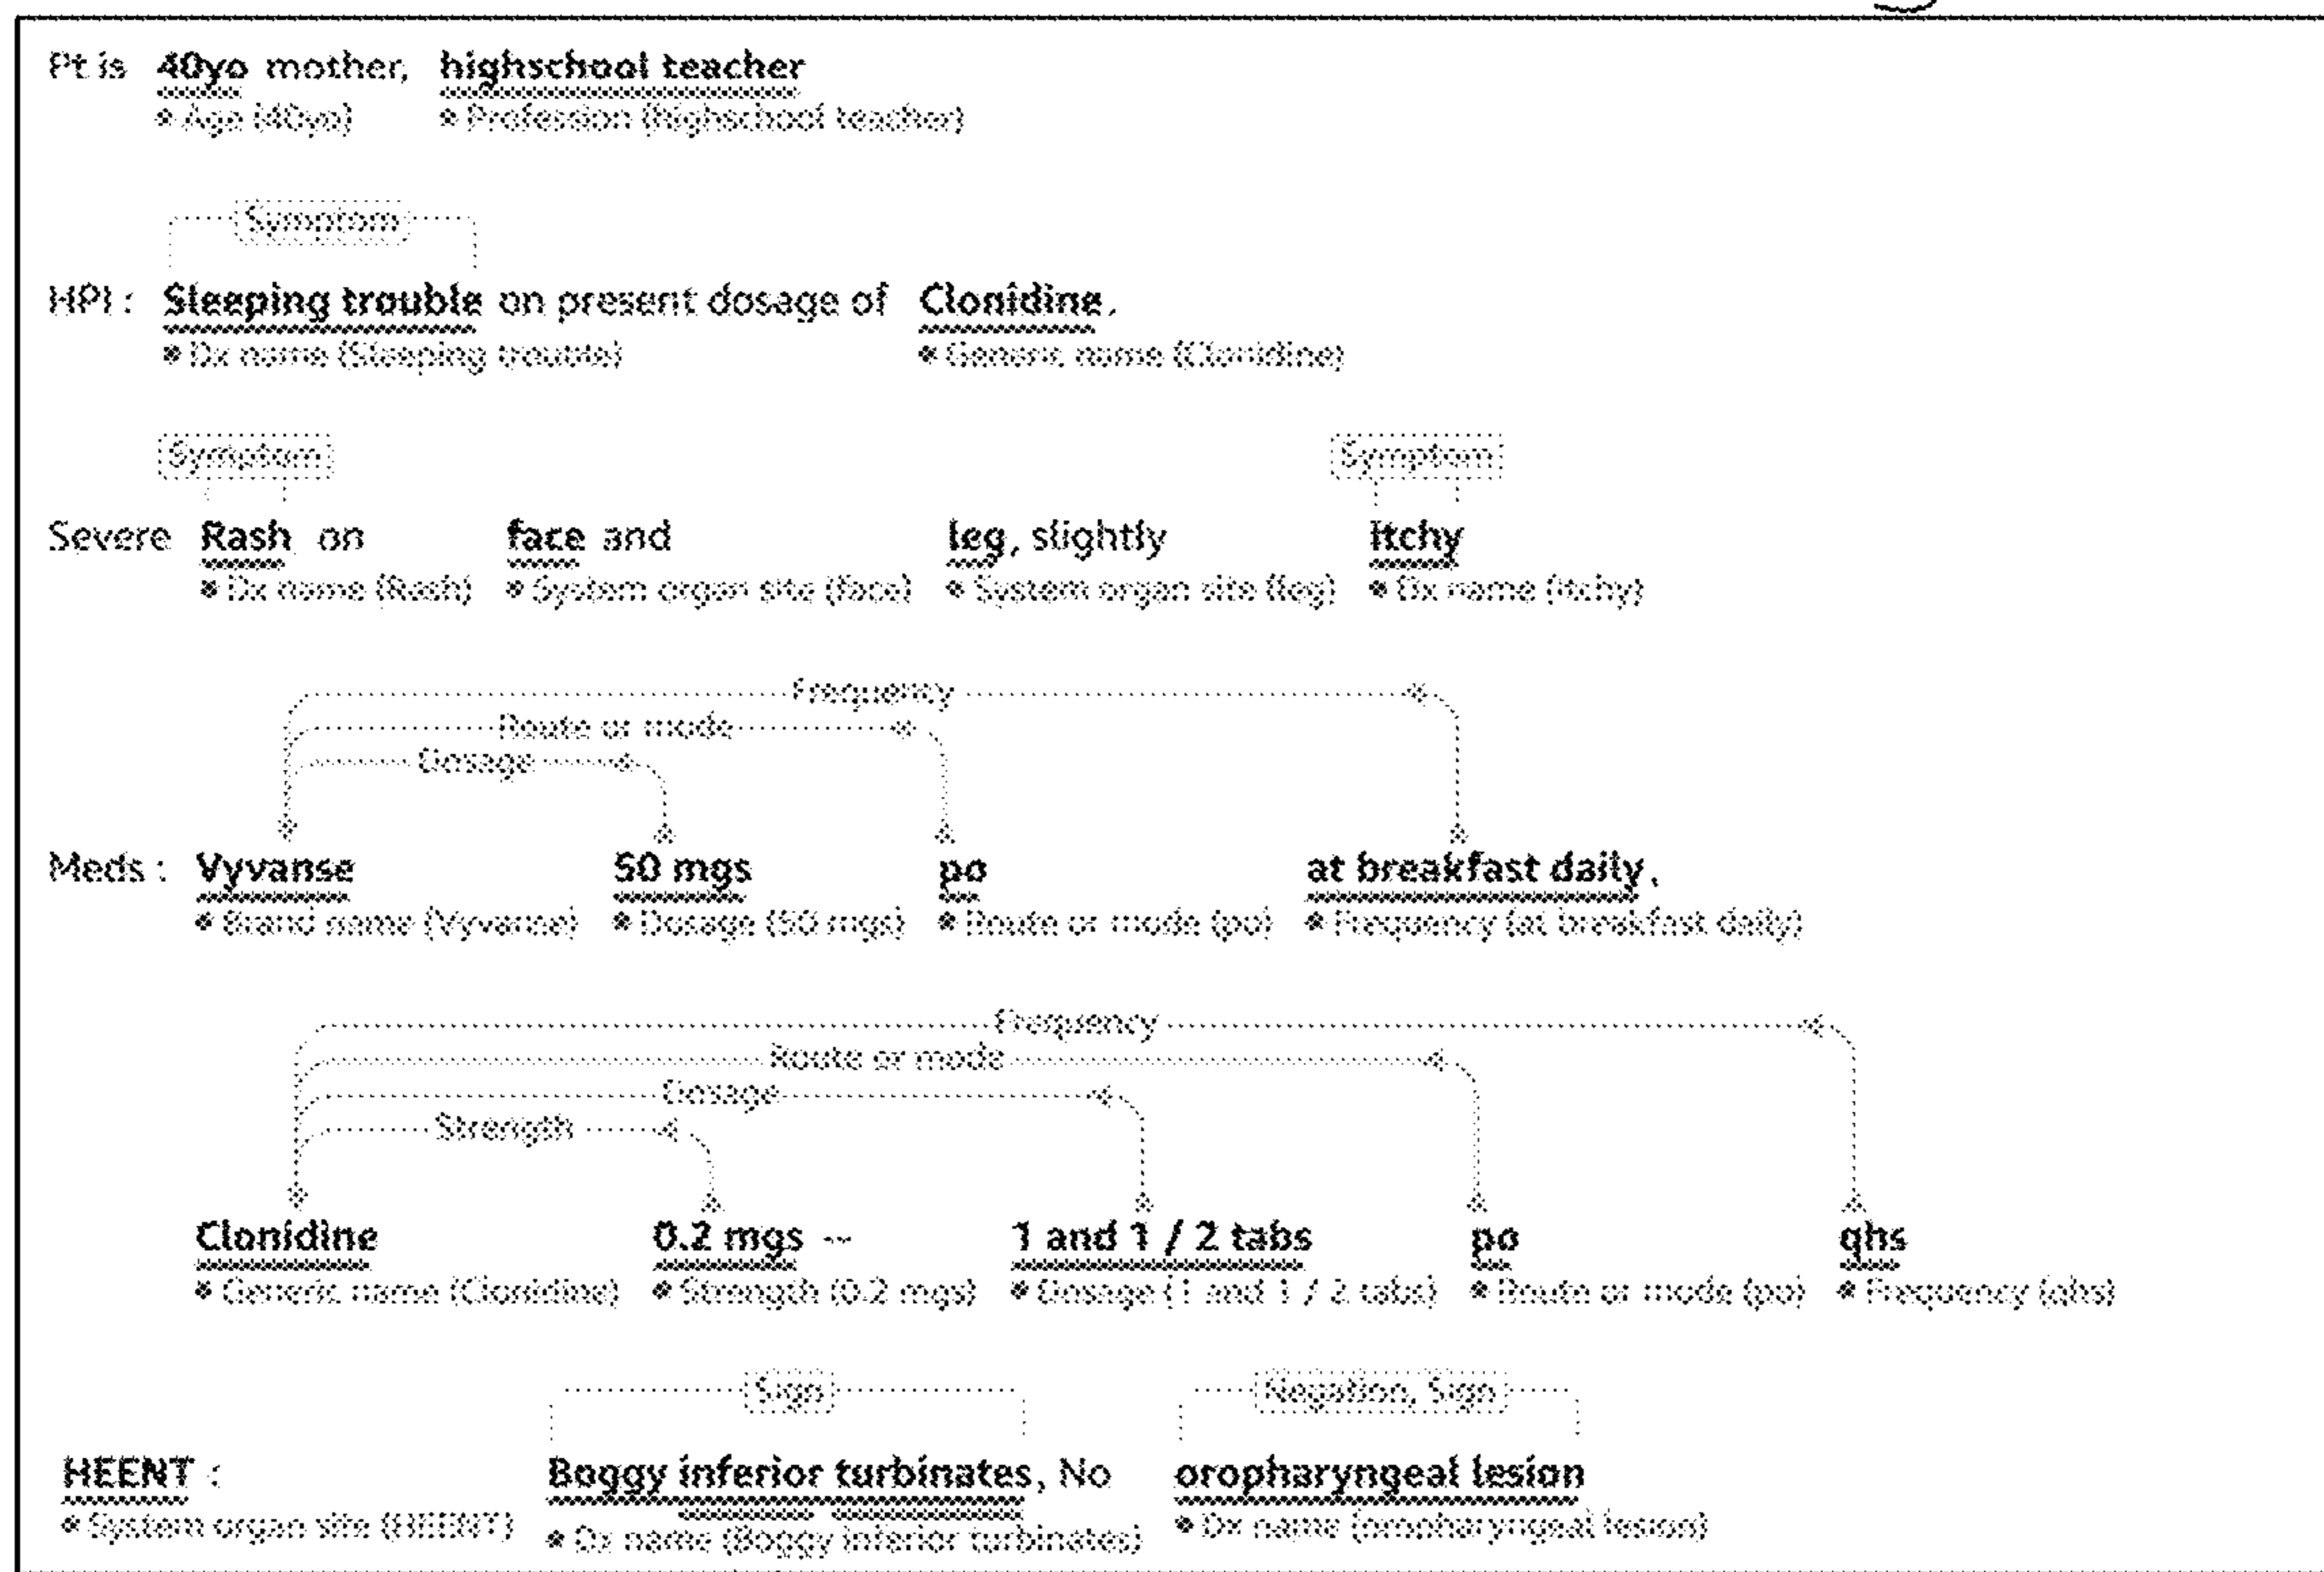 Pt is 40yo mother, highschool teacher
• Age (40yo) • Profession (highschool teacher)
Symptom
HPI : Sleeping trouble on present dosage of Clonidine.
• Dx name (Sleeping trouble) • Generic name (Clonidine)
Symptom Symptom
Severe Rash on face and leg, slightly Itchy
• Dx name (Rash) • System organ site (face) • System organ site (leg) • Dx name (Itchy)
Frequency
Route or mode
Dosage
Meds : Vyvanse 50 mgs po at breakfast daily.
• Brand name (Vyvanse) • Dosage (50 mgs) • Route or mode (po) • Frequency (at breakfast daily)
Frequency
Route or mode
Dosage
Strength
Clonidine 0.2 mgs -- 1 and 1 / 2 tabs po qhs
• Generic name (Clonidine) • Strength (0.2 mgs) • Dosage (1 and 1 / 2 tabs) • Route or mode (po) • Frequency (qhs)
Sign Negation, Sign
HEENT : Boggy inferior turbinates, No oropharyngeal lesion
• System organ site (HEENT) • Dx name (Boggy inferior turbinates) • Dx name (oropharyngeal lesion)